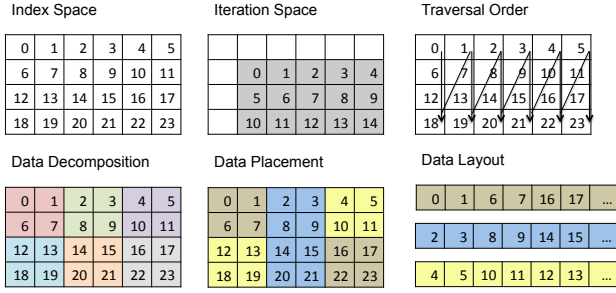 Index Space Iteration Space Traversal Order
0 1 2 3 4 5 0 1 2 3 4 5
6 7 8 9 10 11 0 1 2 3 4 6 7 8 9 10 11
12 13 14 15 16 17 5 6 7 8 9 12 13 14 15 16 17
18 19 20 21 22 23 10 11 12 13 14 18 19 20 21 22 23
Data Decomposition Data Placement Data Layout
0 1 2 3 4 5 0 1 2 3 4 5 0 1 6 7 16 17 ...
6 7 8 9 10 11 6 7 8 9 10 11 2 3 8 9 14 15 ...
12 13 14 15 16 17 12 13 14 15 16 17
18 19 20 21 22 23 18 19 20 21 22 23 4 5 10 11 12 13 ...